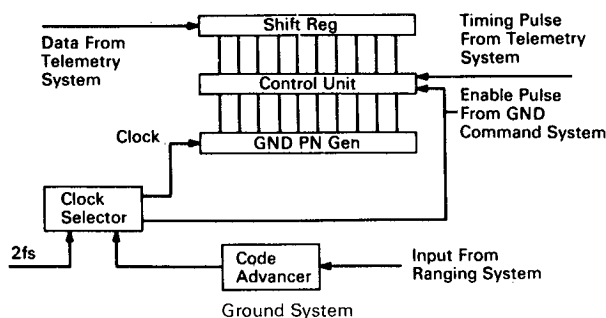 Shift Reg
Data From
Telemetry
System
Timing Pulse
From Telemetry
System
Control Unit
Enable Pulse
From GND
Command System
Clock
GND PN Gen
Clock
Selector
2fs
Code
Advancer
Input From
Ranging System
Ground System